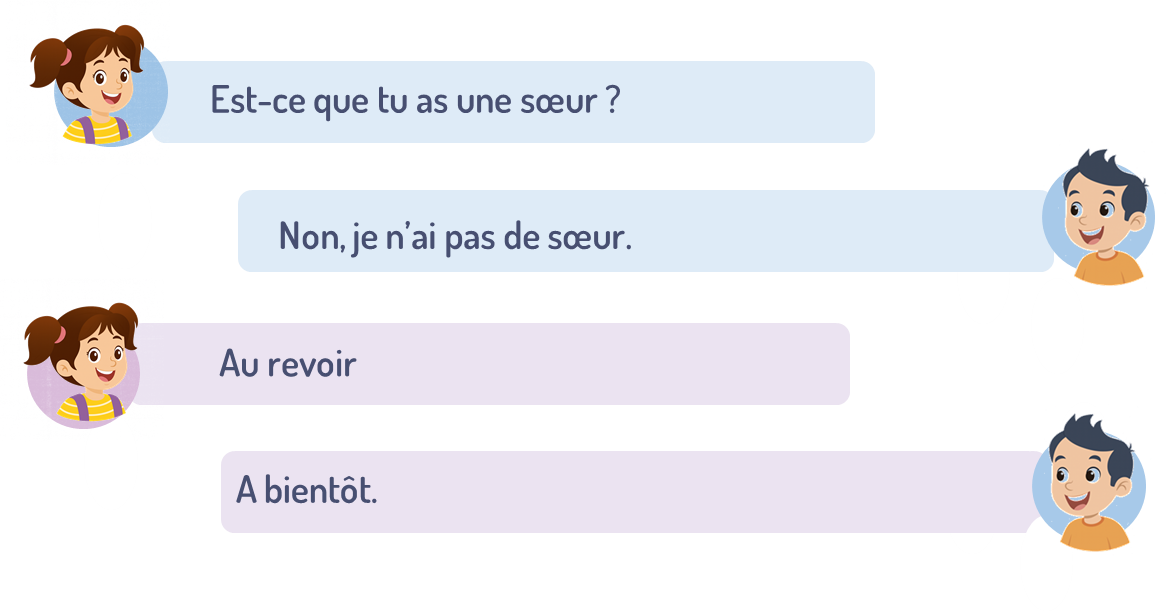 Est-ce que tu as une sœur ?
Non, je n’ai pas de sœur.
Au revoir
A bientôt.